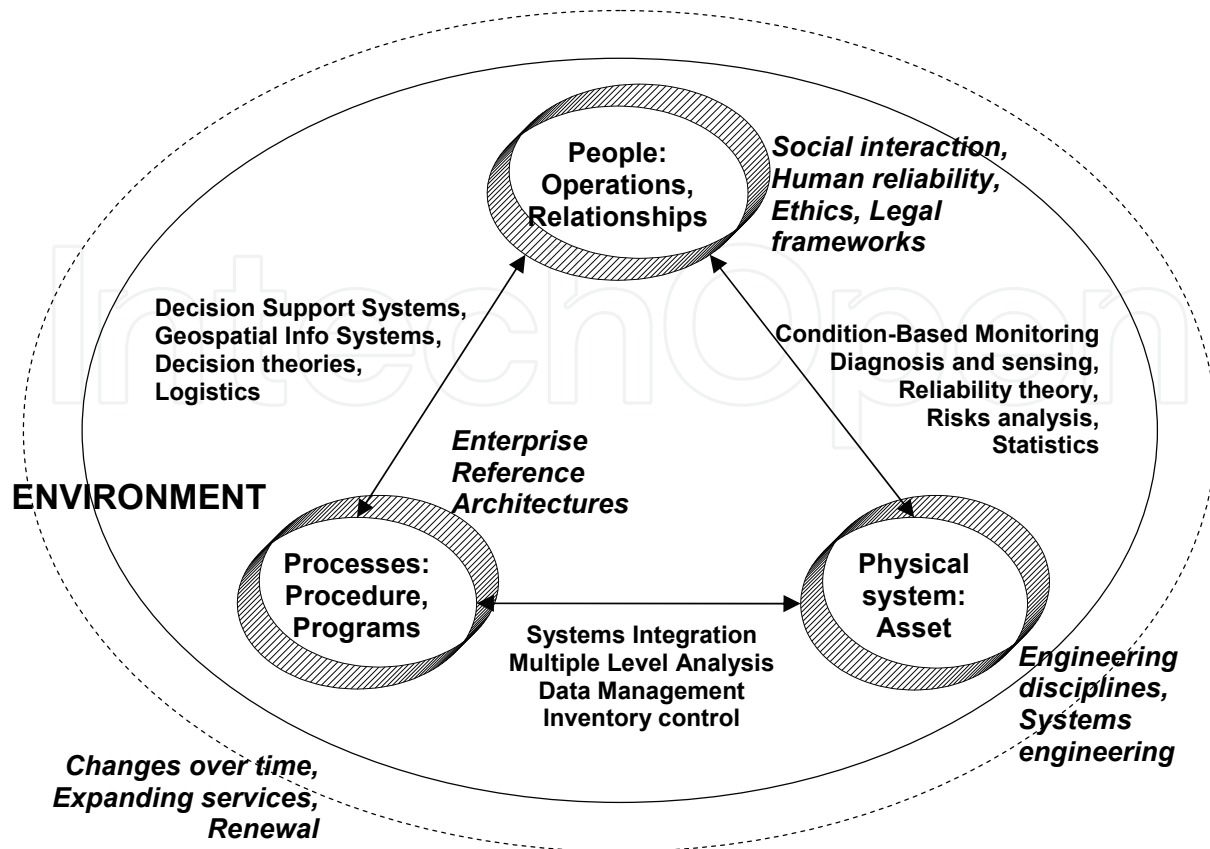 People:
Operations,
Relationships
Social interaction,
Human reliability,
Ethics, Legal
frameworks
Decision Support Systems,
Geospatial Info Systems,
Decision theories,
Logistics
Condition-Based Monitoring
Diagnosis and sensing,
Reliability theory,
Risks analysis,
Statistics
Enterprise
Reference
Architectures
ENVIRONMENT
Processes:
Procedure,
Programs
Physical
system:
Asset
Systems Integration
Multiple Level Analysis
Data Management
Inventory control
Engineering
disciplines,
Systems
engineering
Changes over time,
Expanding services,
Renewal
IntechOpen